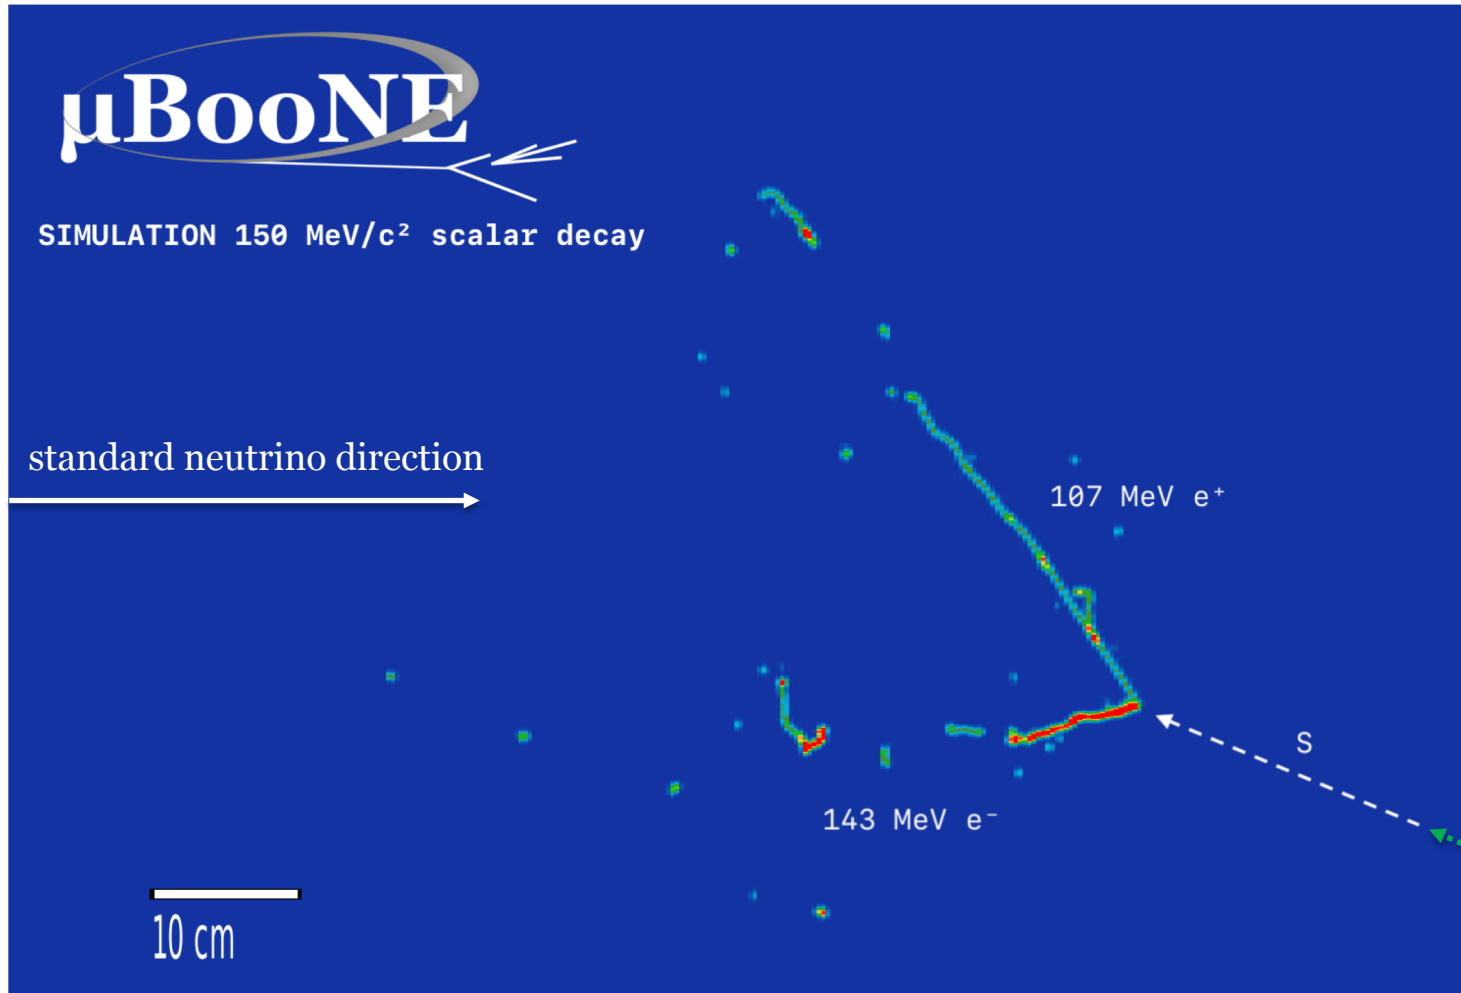 µBooNE
SIMULATION 150 MeV/c² scalar decay
standard neutrino direction
107 MeV e⁺
S
143 MeV e⁻
10 cm